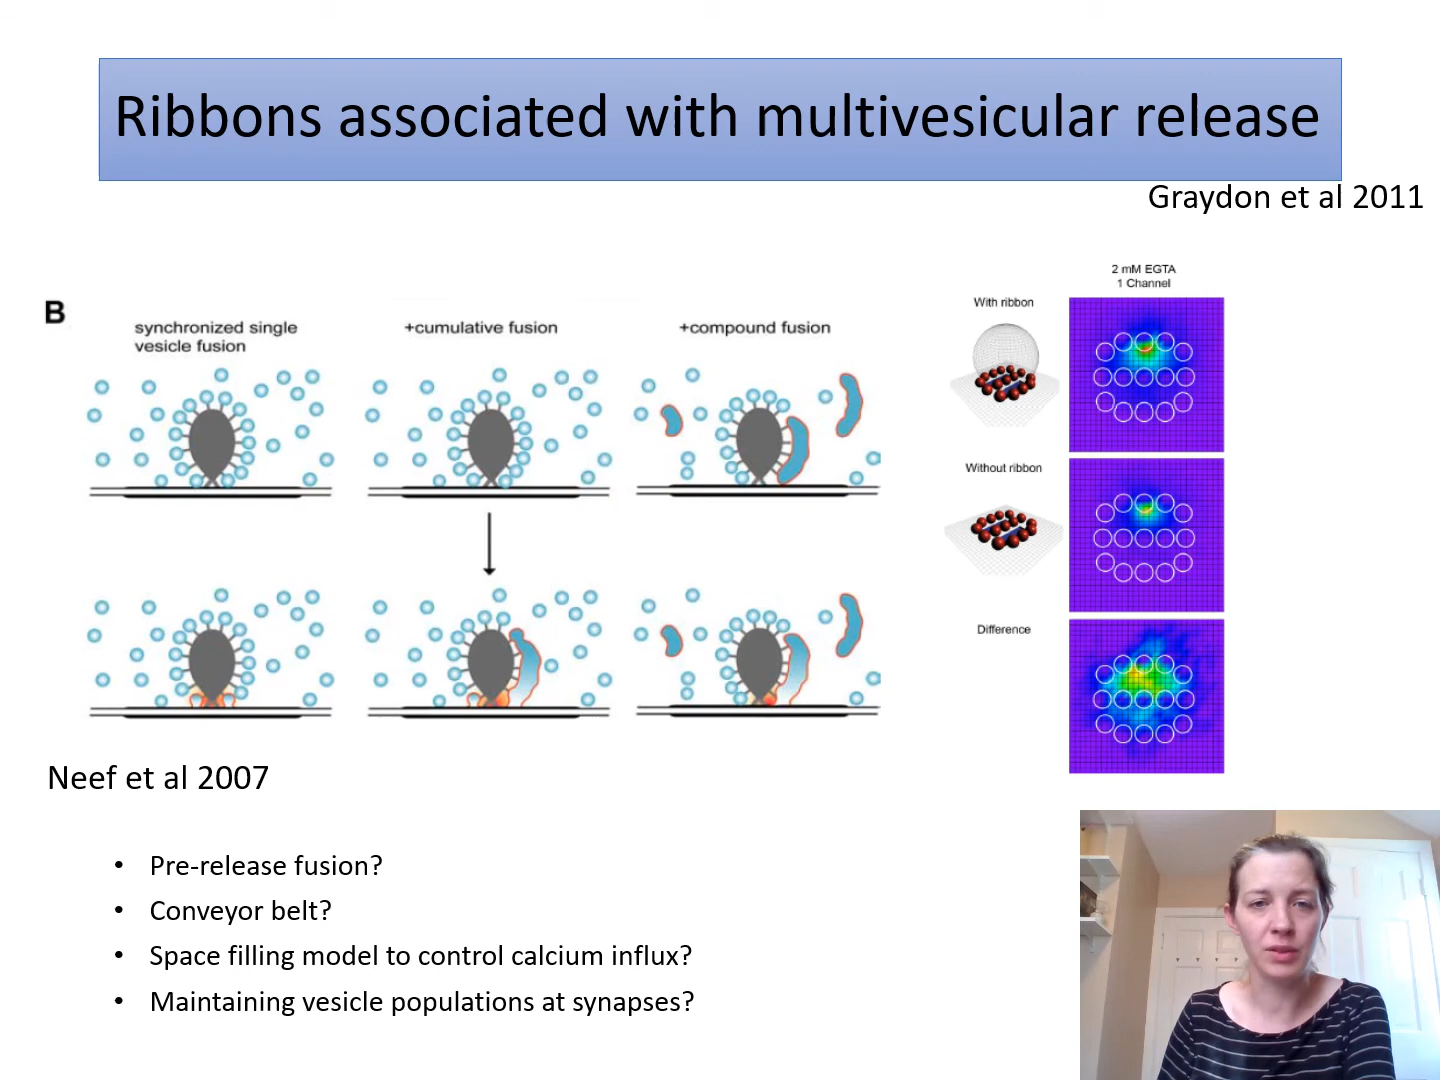 Ribbons associated with multivesicular release
Graydon et al 2011
B
synchronized single
vesicle fusion
+cumulative fusion
+compound fusion
2 mM EGTA
1 Channel
With ribbon
Without ribbon
Difference
Neef et al 2007
• Pre-release fusion?
• Conveyor belt?
• Space filling model to control calcium influx?
• Maintaining vesicle populations at synapses?